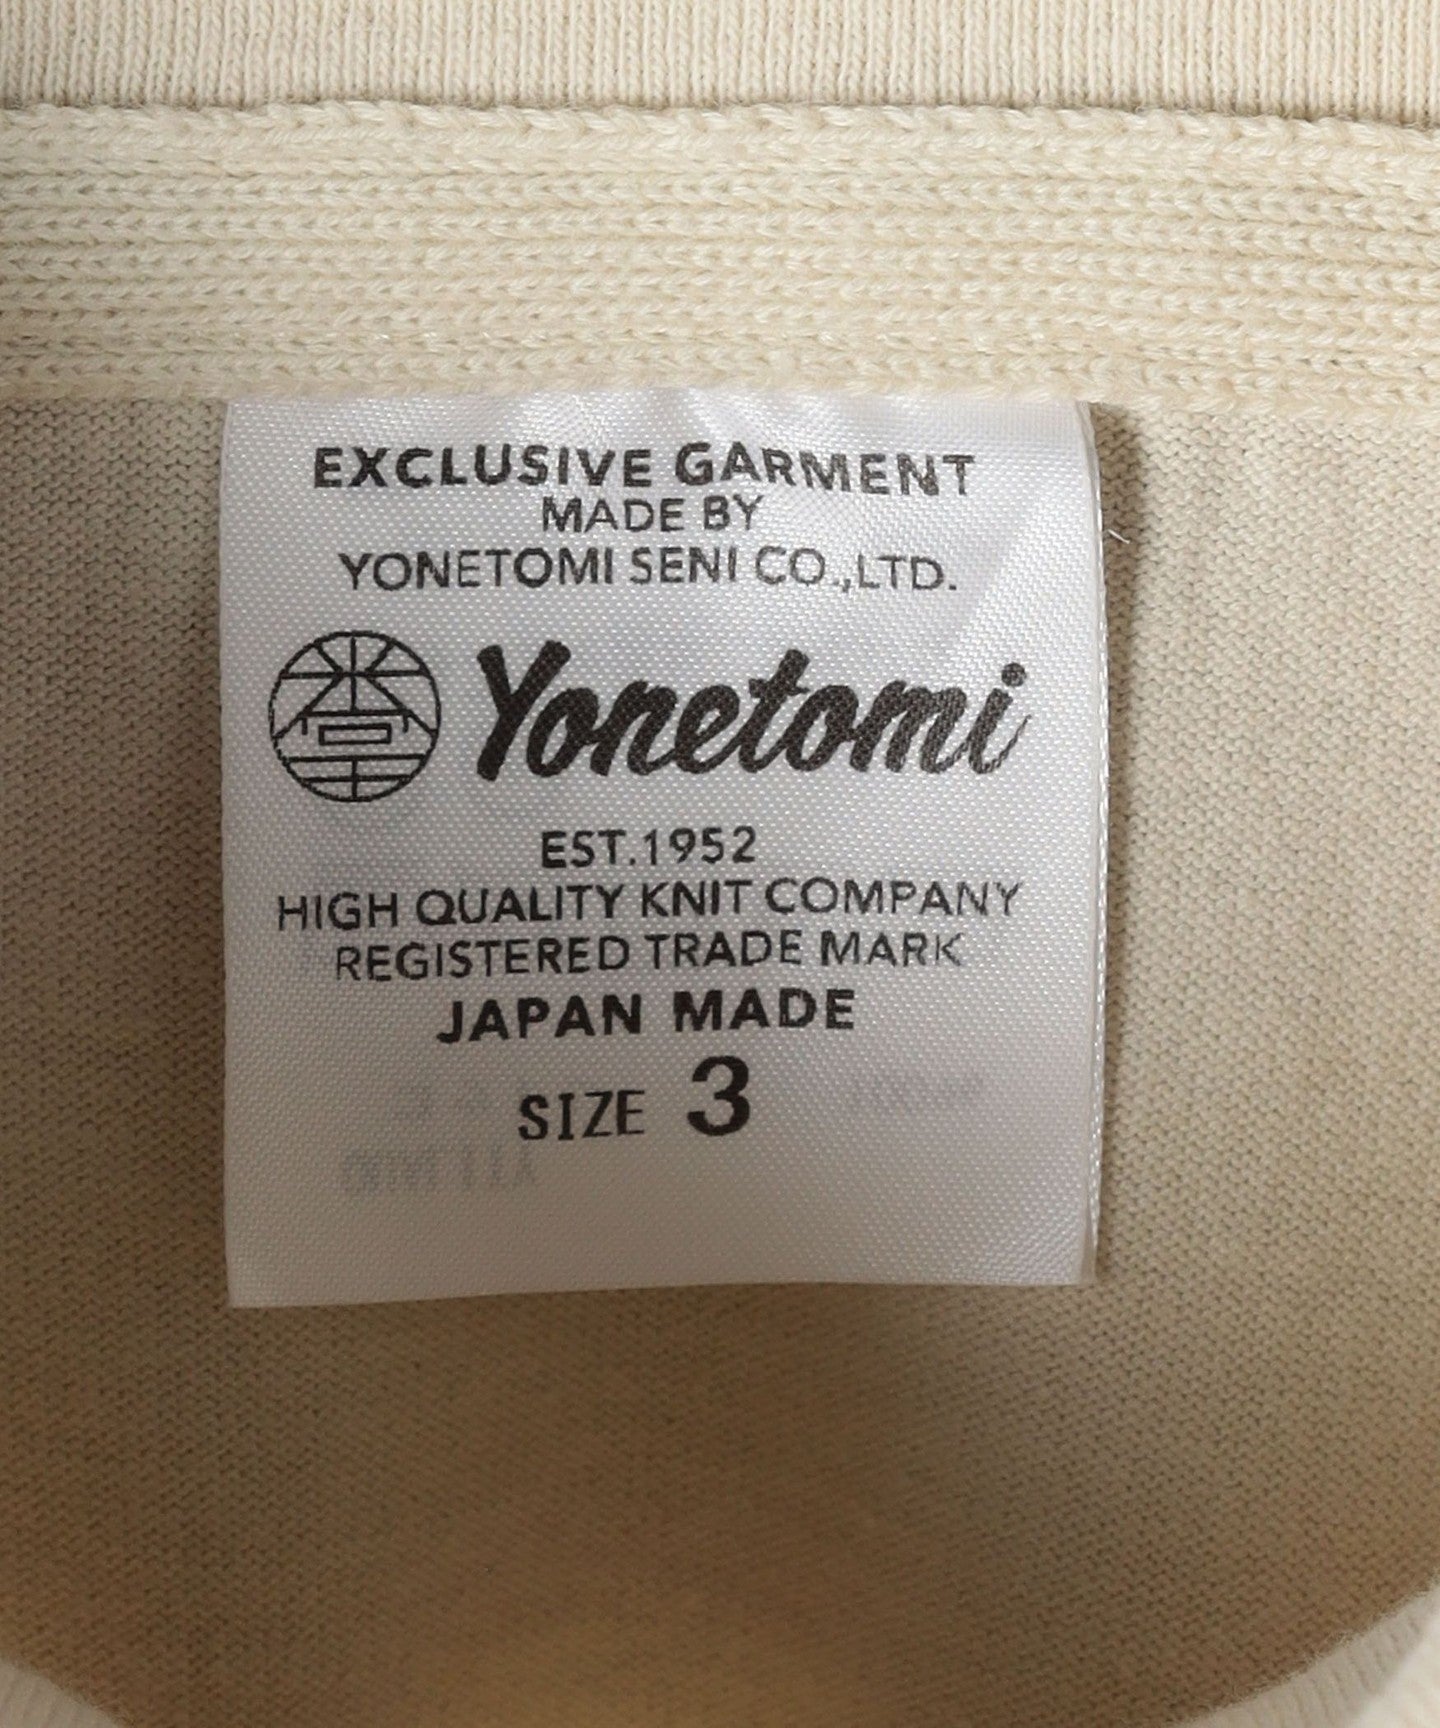 EXCLUSIVE GARMENT
MADE BY
YONETOMI SENI CO.,LTD.
Yonetomi
EST.1952
HIGH QUALITY KNIT COMPANY
REGISTERED TRADE MARK
JAPAN MADE
SIZE 3